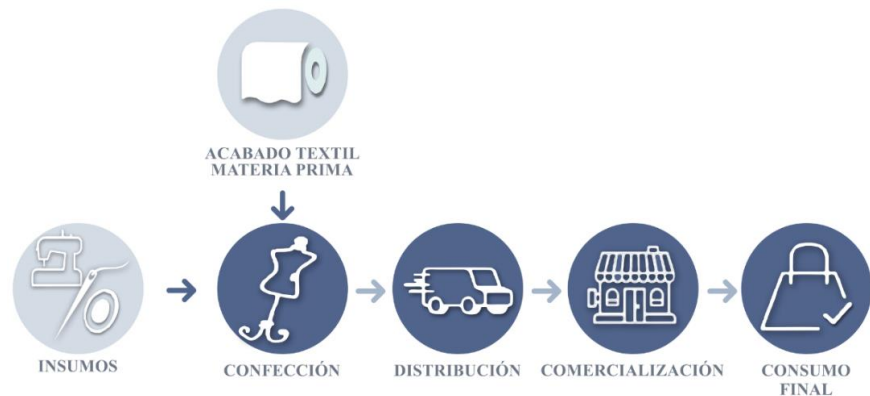 ACABADO TEXTIL
MATERIA PRIMA
INSUMOS
CONFECCIÓN
DISTRIBUCIÓN
COMERCIALIZACIÓN
CONSUMO
FINAL